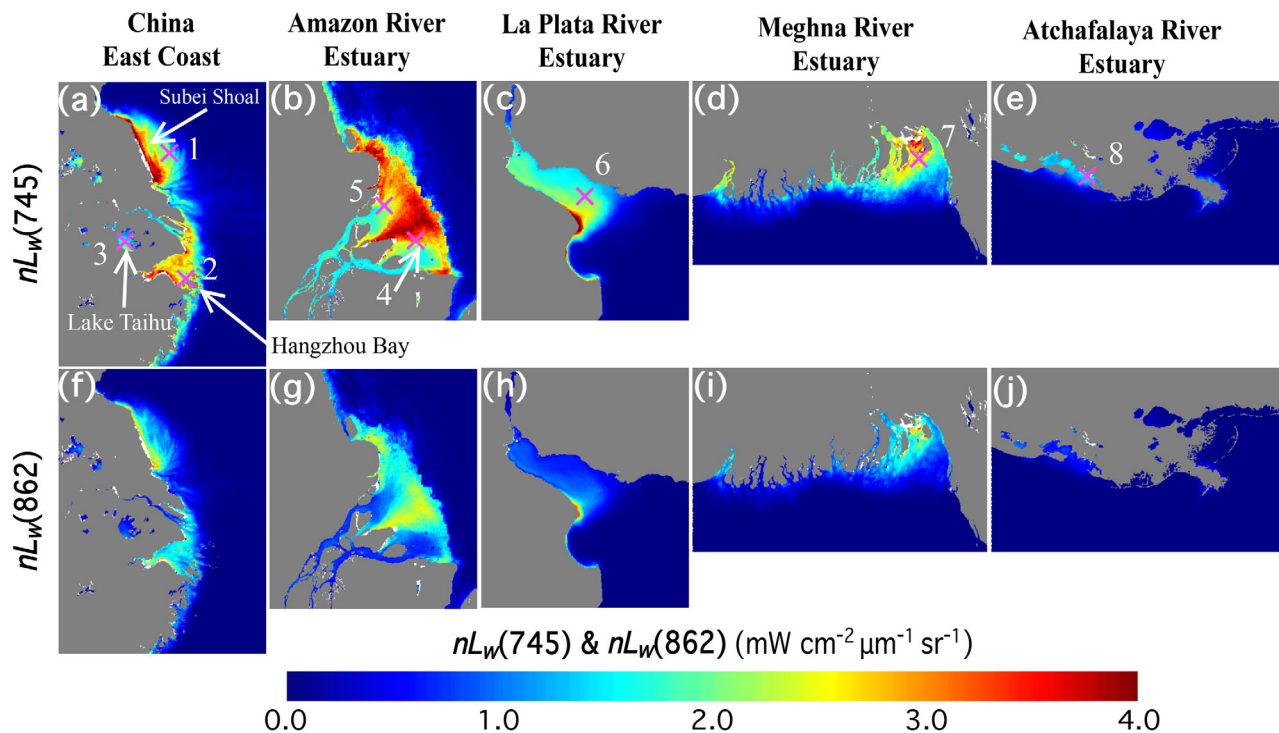 China
East Coast
Amazon River
Estuary
La Plata River
Estuary
Meghna River
Estuary
Atchafalaya River
Estuary
(a)
Subei Shoal
1
3
2
Lake Taihu
Hangzhou Bay
(b)
5
4
(c)
6
(d)
7
(e)
8
nLw(745)
(f)
(g)
(h)
(i)
(j)
nLw(862)
nLw(745) & nLw(862) (mW cm⁻² μm⁻¹ sr⁻¹)
0.0 1.0 2.0 3.0 4.0